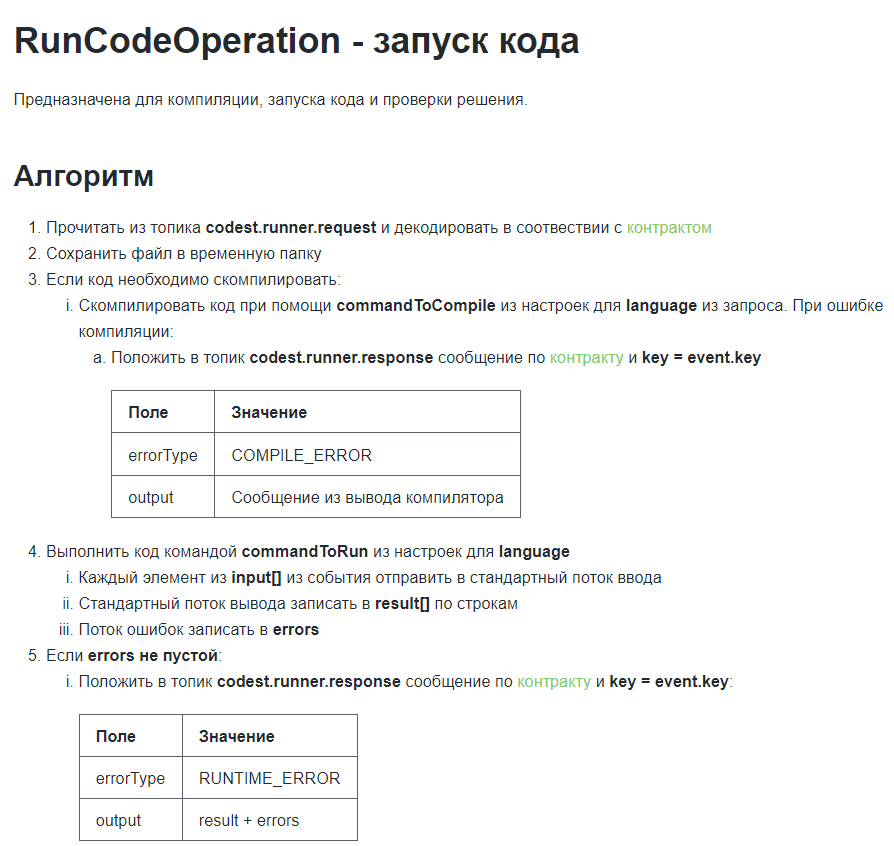 RunCodeOperation - запуск кода
Предназначена для компиляции, запуска кода и проверки решения.
Алгоритм
1. Прочитать из топика codest.runner.request и декодировать в соотвествии с контрактом
2. Сохранить файл в временную папку
3. Если код необходимо скомпилировать:
i. Скомпилировать код при помощи commandToCompile из настроек для language из запроса. При ошибке
компиляции:
a. Положить в топик codest.runner.response сообщение по контракту и key = event.key
Поле Значение
errorType COMPILE_ERROR
output Сообщение из вывода компилятора
4. Выполнить код командой commandToRun из настроек для language
i. Каждый элемент из input[] из события отправить в стандартный поток ввода
ii. Стандартный поток вывода записать в result[] по строкам
iii. Поток ошибок записать в errors
5. Если errors не пустой:
i. Положить в топик codest.runner.response сообщение по контракту и key = event.key:
Поле Значение
errorType RUNTIME_ERROR
output result + errors